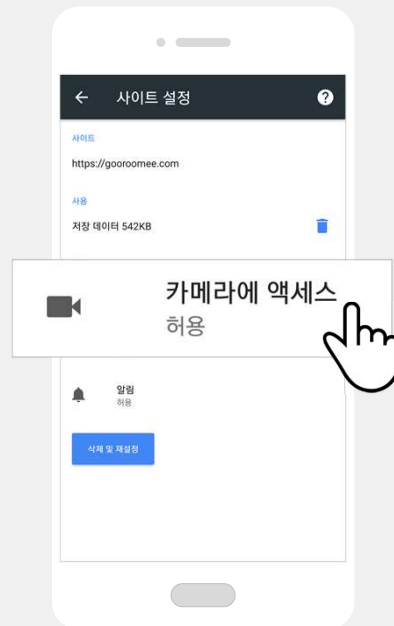 사이트 설정
사이트
https://gooroomee.com
사용
저장 데이터 542KB
카메라에 액세스
허용
알림
허용
삭제 및 재설정